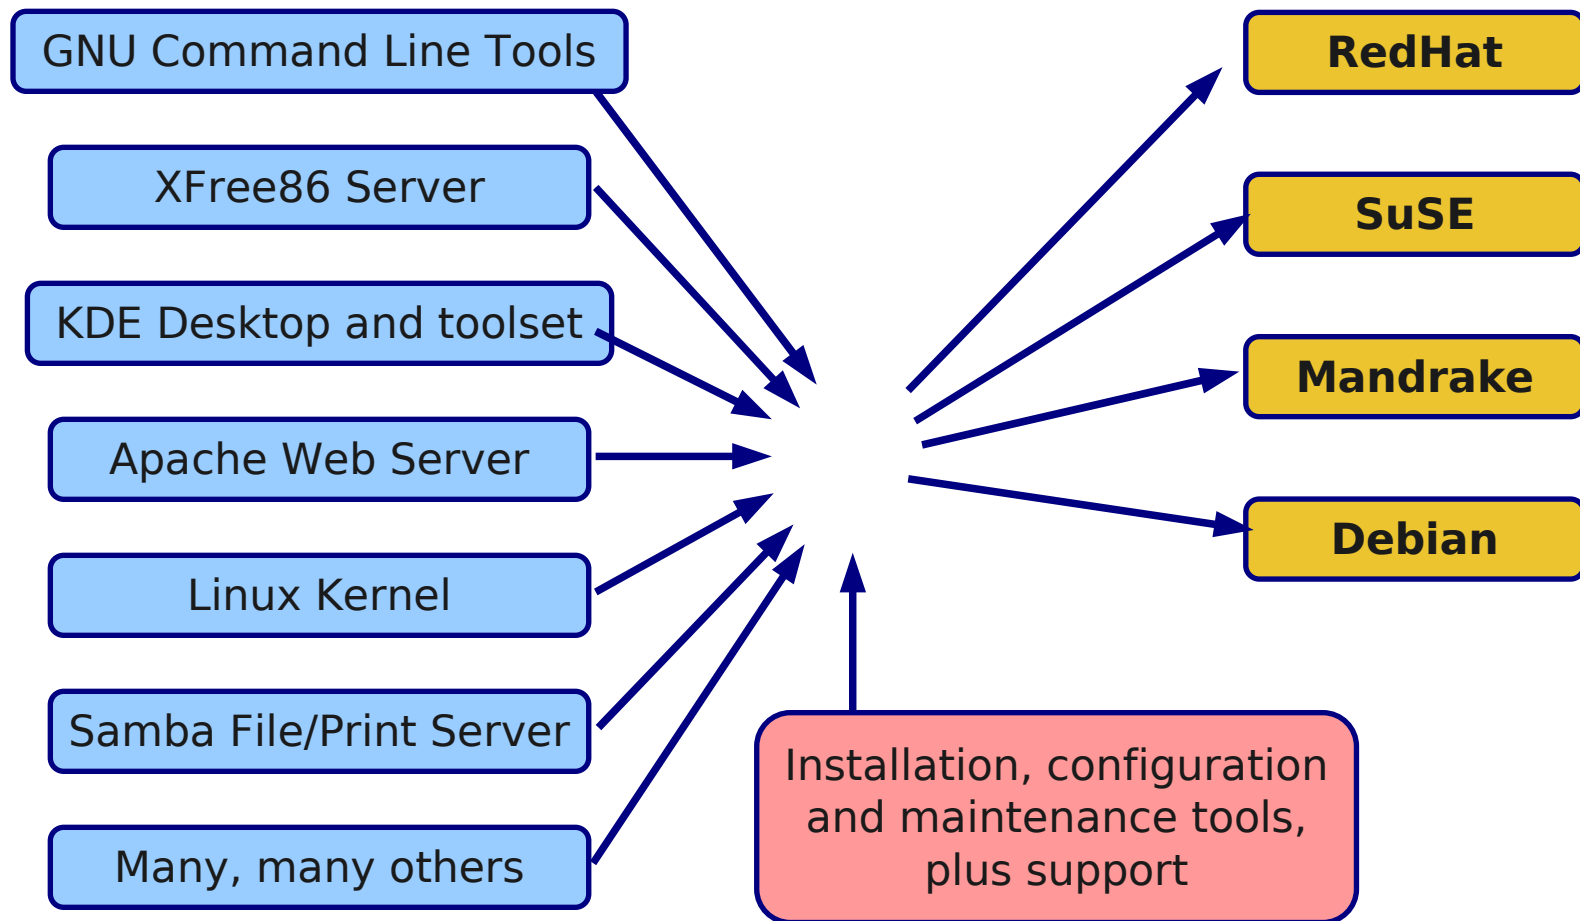 GNU Command Line Tools
XFree86 Server
KDE Desktop and toolset
Apache Web Server
Linux Kernel
Samba File/Print Server
Many, many others
RedHat
SuSE
Mandrake
Debian
Installation, configuration
and maintenance tools,
plus support